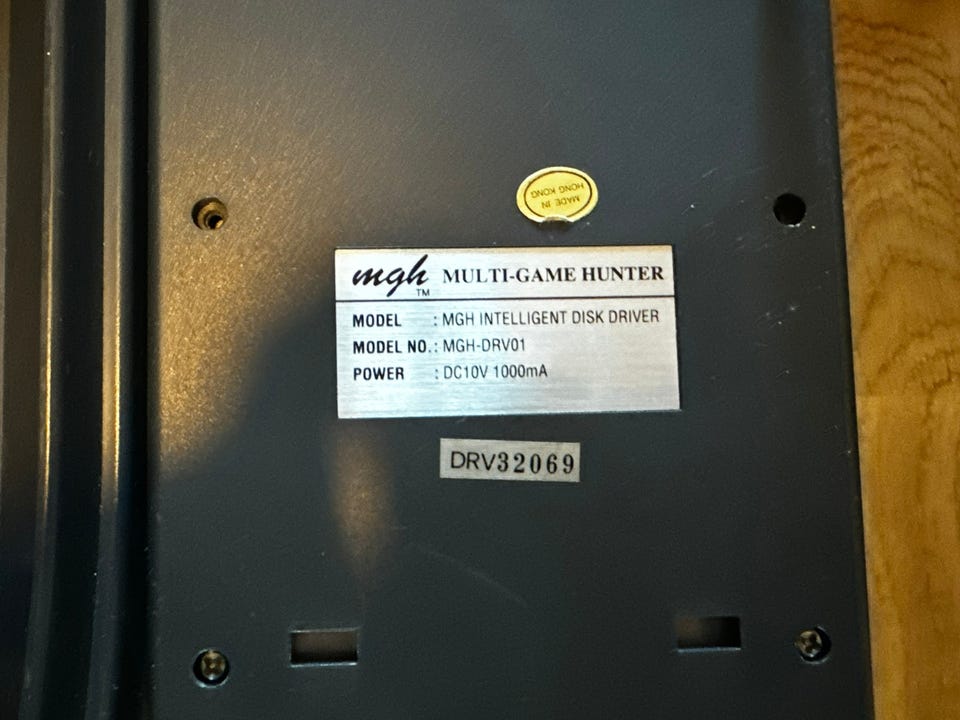 MADE IN
HONG KONG
mgh TM MULTI-GAME HUNTER
MODEL : MGH INTELLIGENT DISK DRIVER
MODEL NO. : MGH-DRV01
POWER : DC10V 1000mA
DRV32069